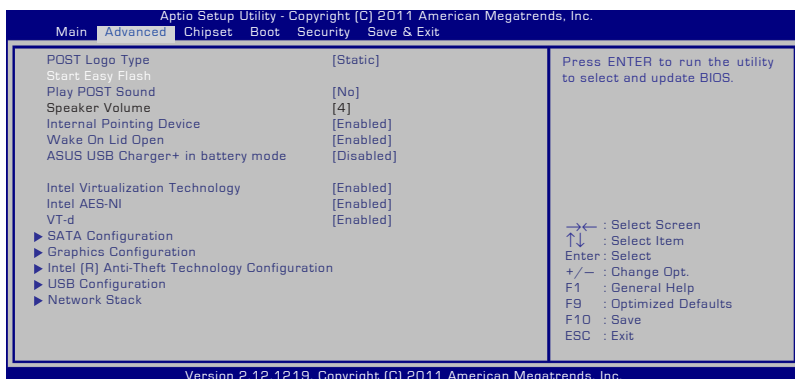 Aptio Setup Utility - Copyright (C) 2011 American Megatrends, Inc.
Main Advanced Chipset Boot Security Save & Exit
POST Logo Type [Static]
Start Easy Flash
Play POST Sound [No]
Speaker Volume [4]
Internal Pointing Device [Enabled]
Wake On Lid Open [Enabled]
ASUS USB Charger+ in battery mode [Disabled]
Intel Virtualization Technology [Enabled]
Intel AES-NI [Enabled]
VT-d [Enabled]
▶ SATA Configuration
▶ Graphics Configuration
▶ Intel (R) Anti-Theft Technology Configuration
▶ USB Configuration
▶ Network Stack
Press ENTER to run the utility
to select and update BIOS.
→← : Select Screen
↑↓ : Select Item
Enter : Select
+/— : Change Opt.
F1 : General Help
F9 : Optimized Defaults
F10 : Save
ESC : Exit
Version 2.12.1219. Copyright (C) 2011 American Megatrends, Inc.